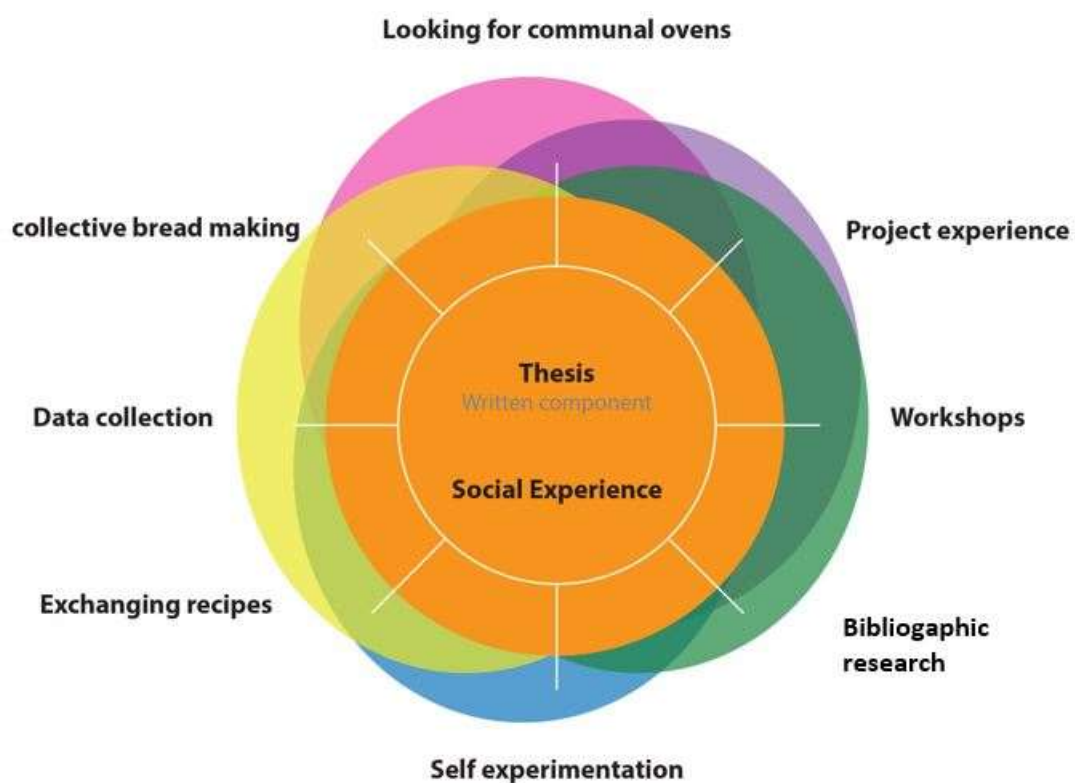 Looking for communal ovens
collective bread making
Project experience
Thesis
Written component
Data collection
Workshops
Social Experience
Exchanging recipes
Bibliogaphic
research
Self experimentation